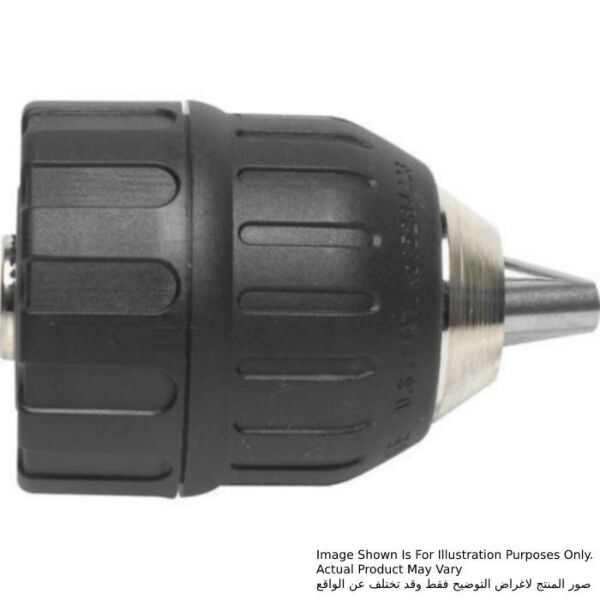 U.S. PAT.
Image Shown Is For Illustration Purposes Only.
Actual Product May Vary
صور المنتج لاغراض التوضيح فقط وقد تختلف عن الواقع